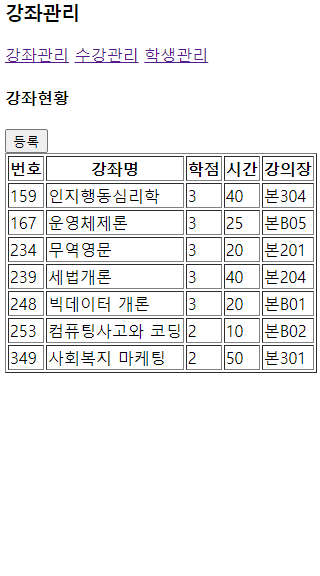 강좌관리
강좌관리 수강관리 학생관리
강좌현황
등록
번호 강좌명 학점 시간 강의장
159 인지행동심리학 3 40 본304
167 운영체제론 3 25 본B05
234 무역영문 3 20 본201
239 세법개론 3 40 본204
248 빅데이터 개론 3 20 본B01
253 컴퓨팅사고와 코딩 2 10 본B02
349 사회복지 마케팅 2 50 본301